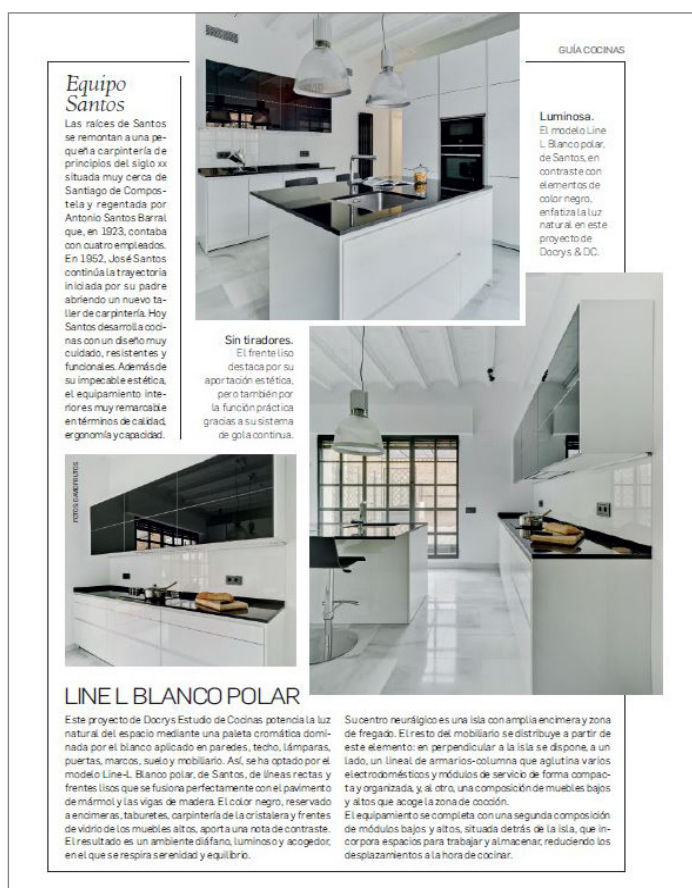 GUÍA COCINAS
Equipo
Santos
Las raíces de Santos
se remontan a una pe-
queña carpintería de
principios del siglo xx
situada muy cerca de
Santiago de Compos-
tela y regentada por
Antonio Santos Barral
que, en 1923, contaba
con cuatro empleados.
En 1952, José Santos
continúa la trayectoria
iniciada por su padre
abriendo un nuevo ta-
ller de carpintería. Hoy
Santos desarrolla coci-
nas con un diseño muy
cuidado, resistentes y
funcionales. Además de
su impecable estética,
el equipamiento inte-
rior es muy remarcable
en términos de calidad,
ergonomía y capacidad.
Luminosa.
El modelo Line
L Blanco polar,
de Santos, en
contraste con
elementos de
color negro,
enfatiza la luz
natural en este
proyecto de
Docrys & DC.
Sin tiradores.
El frente liso
destaca por su
aportación estética,
pero también por
la función práctica
gracias a su sistema
de gola continua.
FOTOS: DAVID FRUTOS
LINE L BLANCO POLAR
Este proyecto de Docrys Estudio de Cocinas potencia la luz
natural del espacio mediante una paleta cromática domi-
nada por el blanco aplicado en paredes, techo, lámparas,
puertas, marcos, suelo y mobiliario. Así, se ha optado por el
modelo Line-L Blanco polar, de Santos, de líneas rectas y
frentes lisos que se fusiona perfectamente con el pavimento
de mármol y las vigas de madera. El color negro, reservado
a encimeras, taburetes, carpintería de la cristalera y frentes
de vidrio de los muebles altos, aporta una nota de contraste.
El resultado es un ambiente diáfano, luminoso y acogedor,
en el que se respira serenidad y equilibrio.
Su centro neurálgico es una isla con amplia encimera y zona
de fregado. El resto del mobiliario se distribuye a partir de
este elemento: en perpendicular a la isla se dispone, a un
lado, un lineal de armarios-columna que aglutina varios
electrodomésticos y módulos de servicio de forma compac-
ta y organizada, y, al otro, una composición de muebles bajos
y altos que acoge la zona de cocción.
El equipamiento se completa con una segunda composición
de módulos bajos y altos, situada detrás de la isla, que in-
corpora espacios para trabajar y almacenar, reduciendo los
desplazamientos a la hora de cocinar.